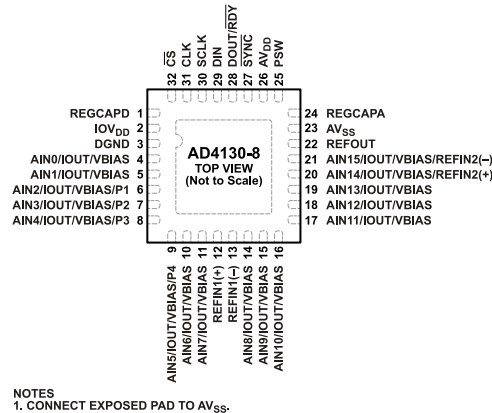 CS
CLK
SCLK
DIN
DOUT/RDY
SYNC
AVDD
PSW
32
31
30
29
28
27
26
25
REGCAPD 1
IOVDD 2
DGND 3
AIN0/IOUT/VBIAS 4
AIN1/IOUT/VBIAS 5
AIN2/IOUT/VBIAS/P1 6
AIN3/IOUT/VBIAS/P2 7
AIN4/IOUT/VBIAS/P3 8
AD4130-8
TOP VIEW
(Not to Scale)
24 REGCAPA
23 AVSS
22 REFOUT
21 AIN15/IOUT/VBIAS/REFIN2(–)
20 AIN14/IOUT/VBIAS/REFIN2(+)
19 AIN13/IOUT/VBIAS
18 AIN12/IOUT/VBIAS
17 AIN11/IOUT/VBIAS
9
10
11
12
13
14
15
16
AIN5/IOUT/VBIAS/P4
AIN6/IOUT/VBIAS
AIN7/IOUT/VBIAS
REFIN1(+)
REFIN1(–)
AIN8/IOUT/VBIAS
AIN9/IOUT/VBIAS
AIN10/IOUT/VBIAS
NOTES
1. CONNECT EXPOSED PAD TO AVSS.